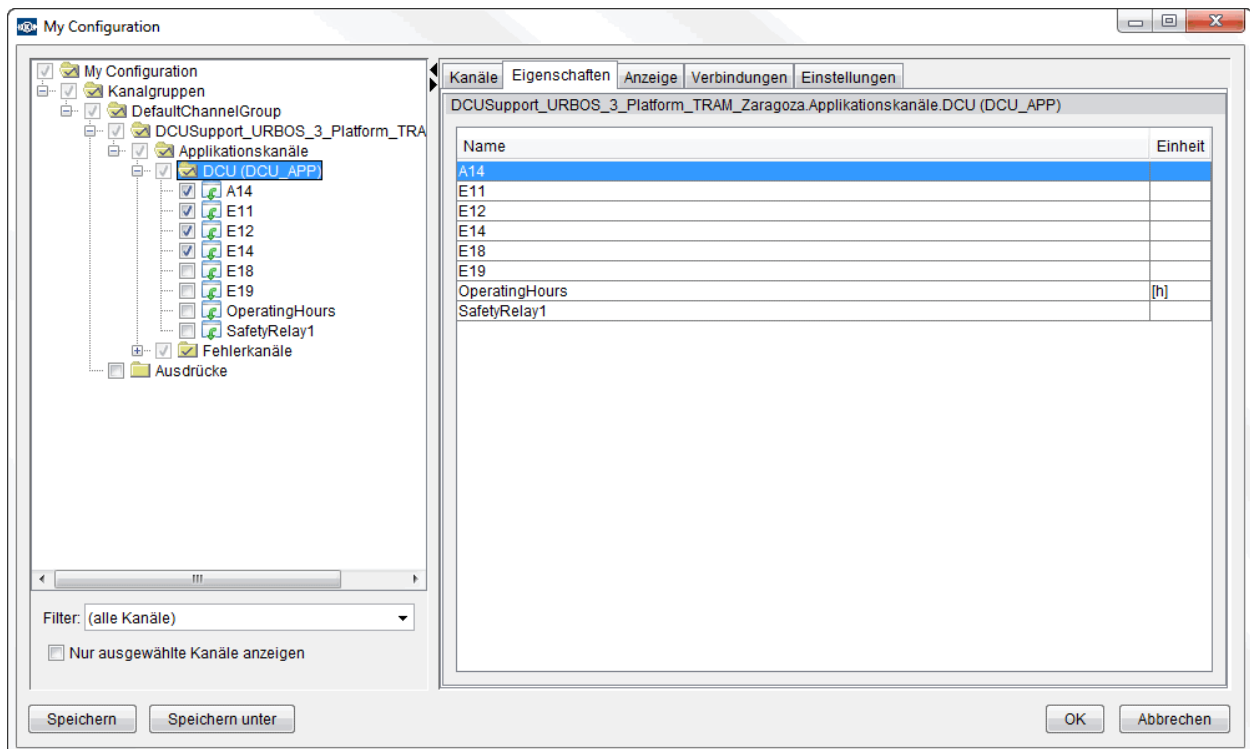 My Configuration
My Configuration
Kanalgruppen
DefaultChannelGroup
DCUSupport_URBOS_3_Platform_TRA
Applikationskanäle
DCU (DCU_APP)
A14
E11
E12
E14
E18
E19
OperatingHours
SafetyRelay1
Fehlerkanäle
Ausdrücke
Filter: (alle Kanäle)
Nur ausgewählte Kanäle anzeigen
Kanäle Eigenschaften Anzeige Verbindungen Einstellungen
DCUSupport_URBOS_3_Platform_TRAM_Zaragoza.Applikationskanäle.DCU (DCU_APP)
Name Einheit
A14
E11
E12
E14
E18
E19
OperatingHours [h]
SafetyRelay1
Speichern Speichern unter OK Abbrechen